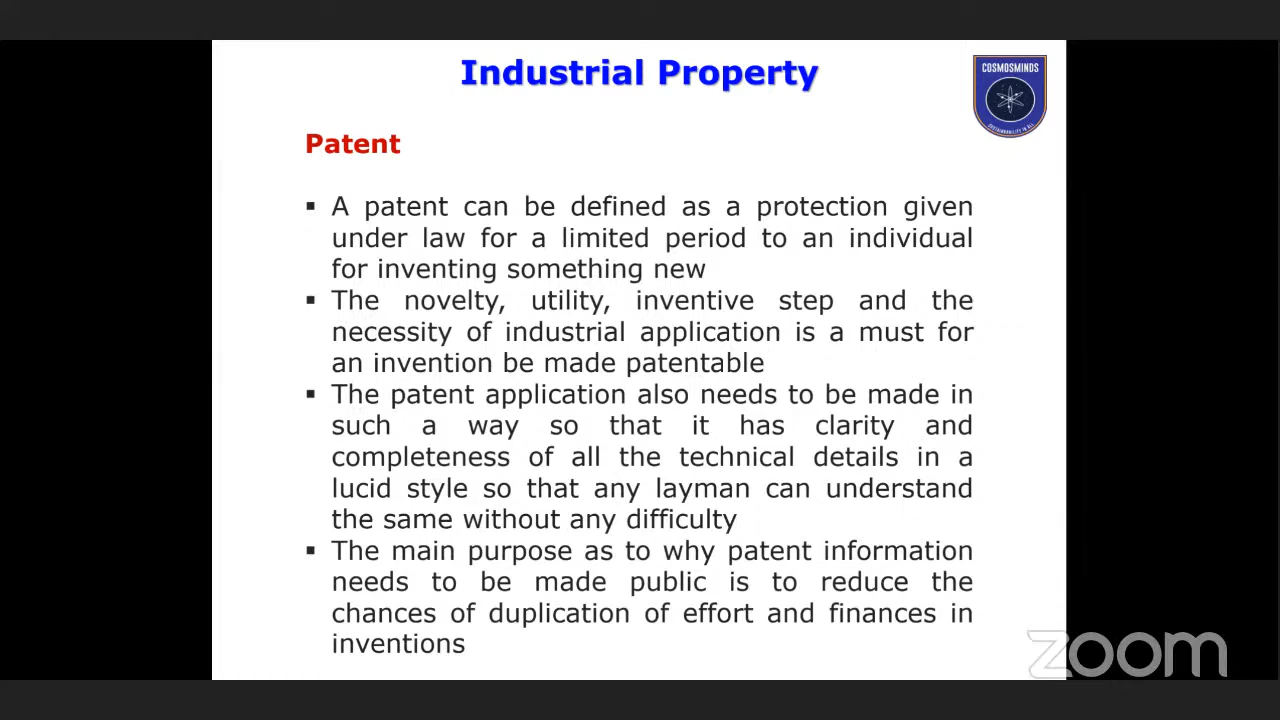 Industrial Property
COSMOSMINDS
SUSTAINABILITY IN ALL
Patent
▪ A patent can be defined as a protection given
under law for a limited period to an individual
for inventing something new
▪ The novelty, utility, inventive step and the
necessity of industrial application is a must for
an invention be made patentable
▪ The patent application also needs to be made in
such a way so that it has clarity and
completeness of all the technical details in a
lucid style so that any layman can understand
the same without any difficulty
▪ The main purpose as to why patent information
needs to be made public is to reduce the
chances of duplication of effort and finances in
inventions
zoom